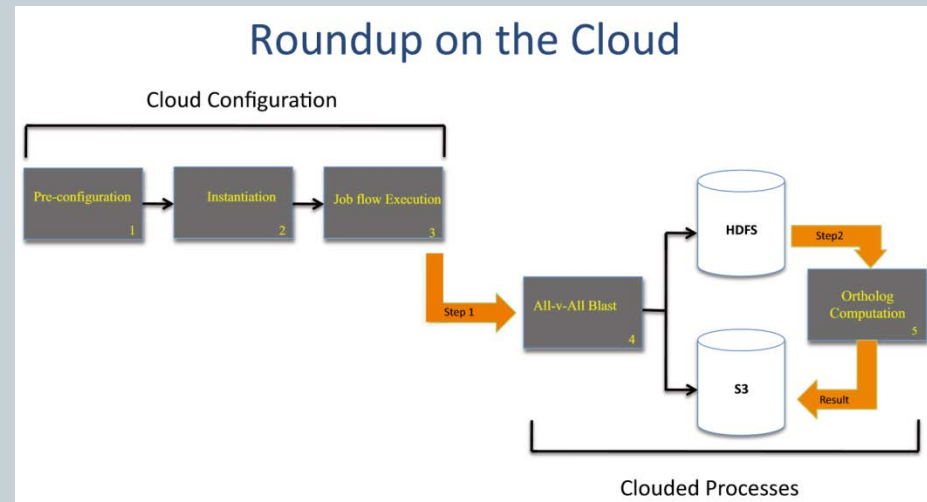 Roundup on the Cloud
Cloud Configuration
Pre-configuration
1
Instantiation
2
Job flow Execution
3
Step 1
All-v-All Blast
4
HDFS
Step2
Ortholog
Computation
5
S3
Result
Clouded Processes